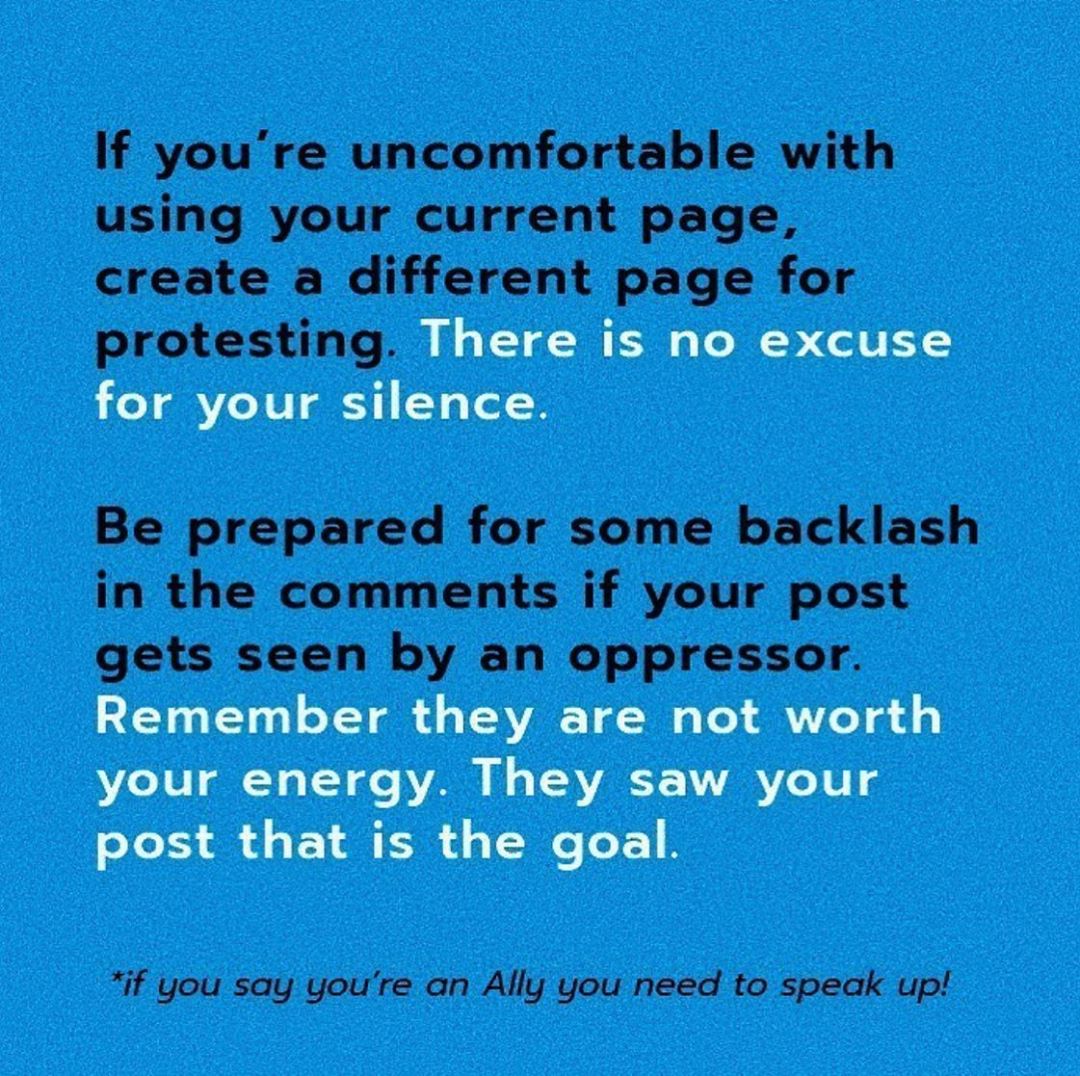 If you're uncomfortable with
using your current page,
create a different page for
protesting. There is no excuse
for your silence.
Be prepared for some backlash
in the comments if your post
gets seen by an oppressor.
Remember they are not worth
your energy. They saw your
post that is the goal.
*if you say you're an Ally you need to speak up!